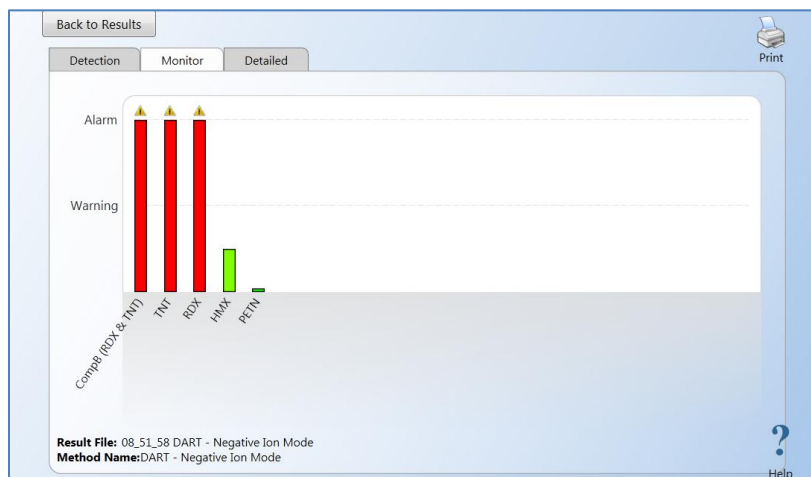 Back to Results
Print
Detection Monitor Detailed
Alarm
Warning
CompB (RDX & TNT)
TNT
RDX
HMX
PETN
Result File: 08_51_58 DART - Negative Ion Mode
Method Name:DART - Negative Ion Mode
?
Help